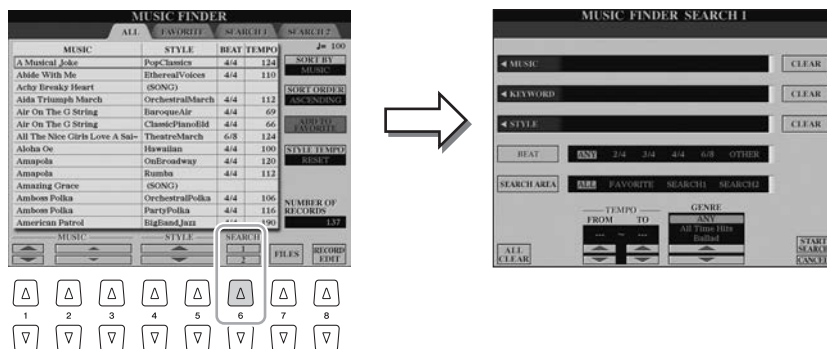 MUSIC FINDER
ALL FAVORITE SEARCH 1 SEARCH 2
MUSIC STYLE BEAT TEMPO
♩= 100
A Musical Joke PopClassics 4/4 124
Abide With Me EtherealVoices 4/4 110
Achy Breaky Heart (SONG)
Aida Triumph March OrchestralMarch 4/4 112
Air On The G String BaroqueAir 4/4 69
Air On The G String ClassicPianoBld 4/4 66
All The Nice Girls Love A Sai~ TheatreMarch 6/8 124
Aloha Oe Hawaiian 4/4 100
Amapola OnBroadway 4/4 120
Amapola Rumba 4/4 112
Amazing Grace (SONG)
Amboss Polka OrchestralPolka 4/4 106
Amboss Polka PartyPolka 4/4 116
American Patrol BigBandJazz 4/4 190
SORT BY
MUSIC
SORT ORDER
ASCENDING
ADD TO
FAVORITE
STYLE TEMPO
RESET
NUMBER OF
RECORDS
137
MUSIC STYLE SEARCH
1
2
FILES
RECORD
EDIT
1 2 3 4 5 6 7 8
MUSIC FINDER SEARCH 1
MUSIC CLEAR
KEYWORD CLEAR
STYLE CLEAR
BEAT ANY 2/4 3/4 4/4 6/8 OTHER
SEARCH AREA ALL FAVORITE SEARCH1 SEARCH2
TEMPO GENRE
FROM TO
--- ~ ---
ANY
All Time Hits
Ballad
ALL
CLEAR
START
SEARCH
CANCEL